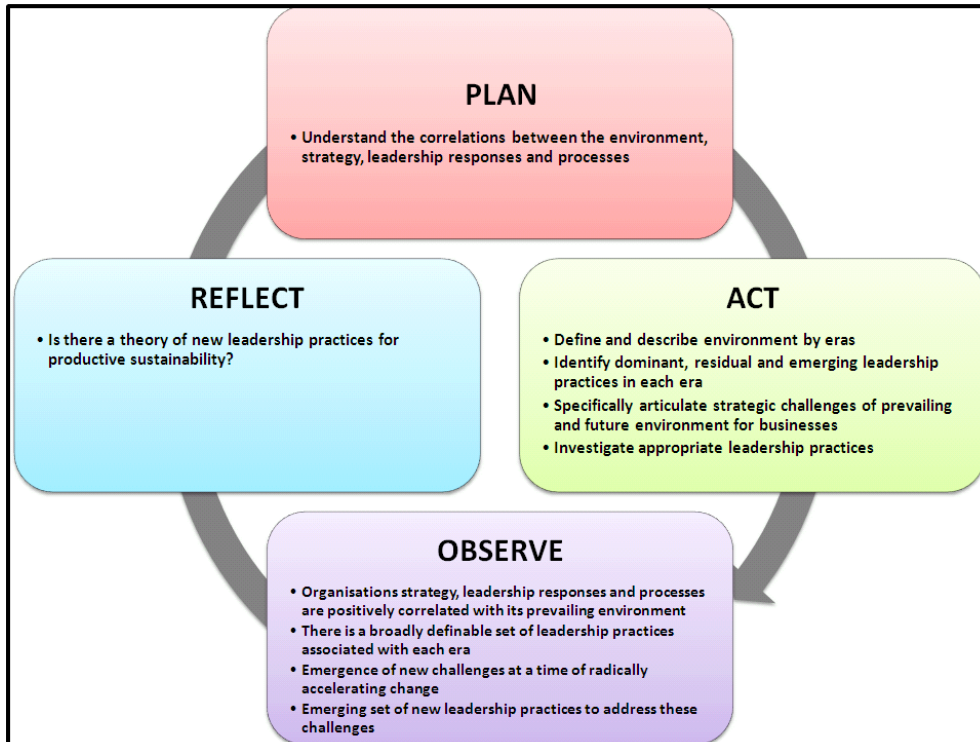 PLAN
• Understand the correlations between the environment,
strategy, leadership responses and processes
REFLECT
• Is there a theory of new leadership practices for
productive sustainability?
ACT
• Define and describe environment by eras
• Identify dominant, residual and emerging leadership
practices in each era
• Specifically articulate strategic challenges of prevailing
and future environment for businesses
• Investigate appropriate leadership practices
OBSERVE
• Organisations strategy, leadership responses and processes
are positively correlated with its prevailing environment
• There is a broadly definable set of leadership practices
associated with each era
• Emergence of new challenges at a time of radically
accelerating change
• Emerging set of new leadership practices to address these
challenges